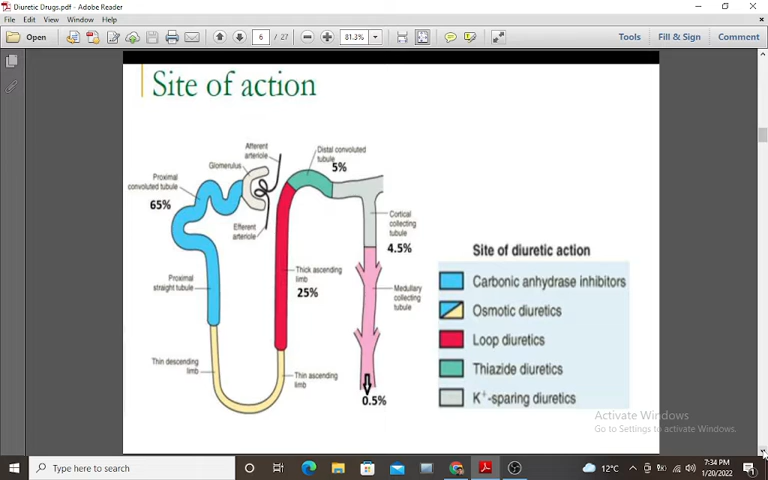 Diuretic Drugs.pdf - Adobe Reader
File Edit View Window Help
Open
6 / 27
81.3%
Tools Fill & Sign Comment
Site of action
Afferent
arteriole
Glomerulus
Distal convoluted
tubule
5%
Proximal
convoluted tubule
65%
Efferent
arteriole
Cortical
collecting
tubule
4.5%
Site of diuretic action
Carbonic anhydrase inhibitors
Osmotic diuretics
Loop diuretics
Thiazide diuretics
K+-sparing diuretics
Proximal
straight tubule
Thick ascending
limb
25%
Medullary
collecting
tubule
Thin descending
limb
Thin ascending
limb
0.5%
Activate Windows
Go to Settings to activate Windows.
Type here to search
12°C
7:34 PM
1/20/2022